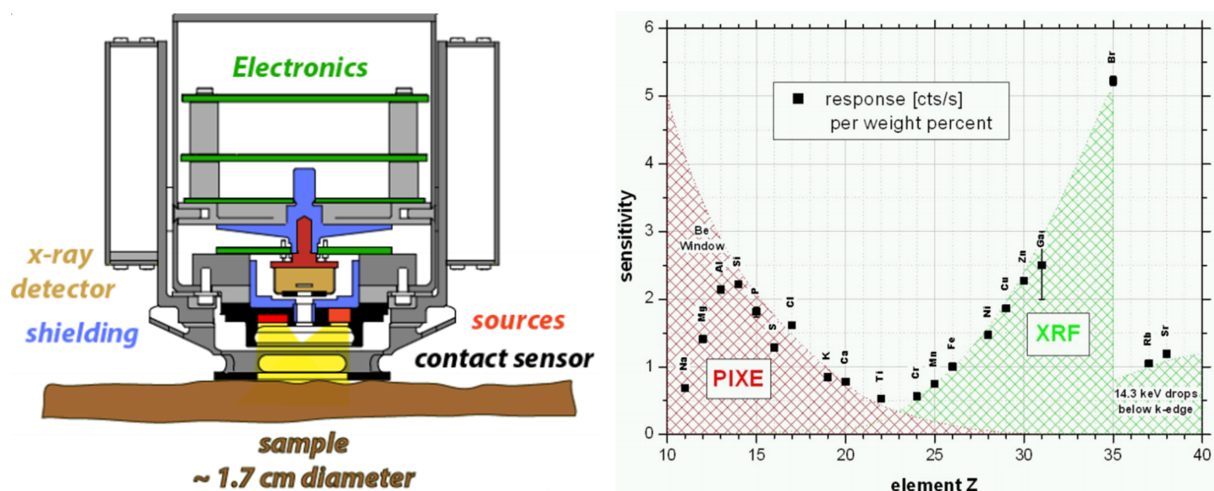 Electronics
x-ray
detector
shielding
sources
contact sensor
sample
~ 1.7 cm diameter
sensitivity
6
5
4
3
2
1
0
response [cts/s]
per weight percent
Be
Window
Na
Mg
Al
Si
P
S
Cl
K
Ca
Ti
Cr
Mn
Fe
Ni
Cu
Zn
Ga
Br
Rb
Sr
PIXE
XRF
14.3 keV drops
below k-edge
10 15 20 25 30 35 40
element Z